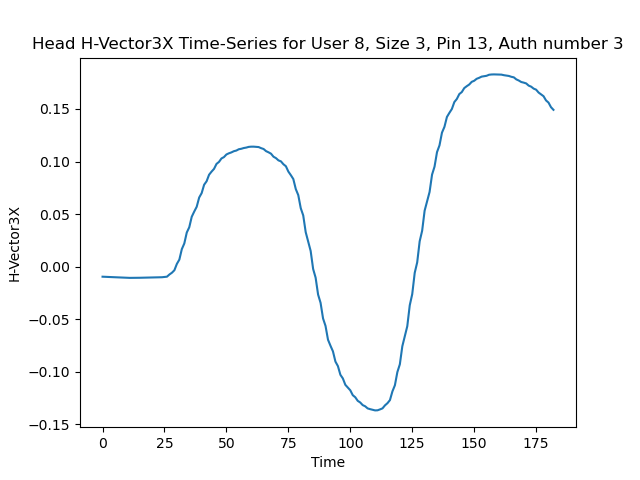 Head H-Vector3X Time-Series for User 8, Size 3, Pin 13, Auth number 3
H-Vector3X
0.15
0.10
0.05
0.00
−0.05
−0.10
−0.15
0 25 50 75 100 125 150 175
Time